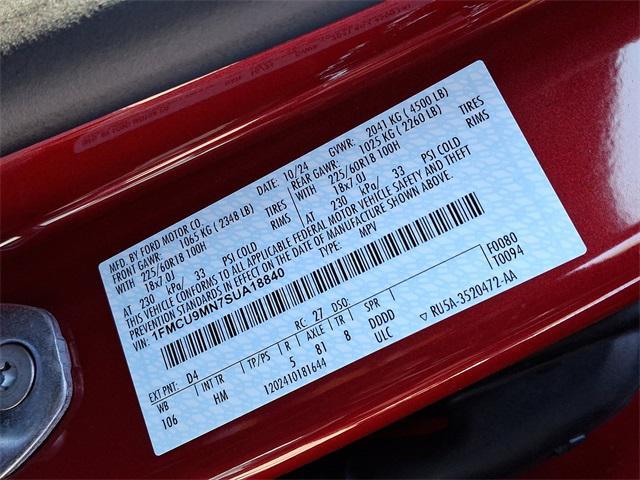 MFD. BY FORD MOTOR CO.
DATE: 10/24 GVWR: 2041 KG ( 4500 LB)
FRONT GAWR: 1065 KG ( 2348 LB) REAR GAWR: 1025 KG ( 2260 LB)
WITH 225/60R18 100H TIRES WITH 225/60R18 100H TIRES
18x7.0J RIMS 18x7.0J RIMS
AT 230 kPa/ 33 PSI COLD AT 230 kPa/ 33 PSI COLD
THIS VEHICLE CONFORMS TO ALL APPLICABLE FEDERAL MOTOR VEHICLE SAFETY AND THEFT
PREVENTION STANDARDS IN EFFECT ON THE DATE OF MANUFACTURE SHOWN ABOVE.
VIN: 1FMCU9MN7SUA18840 TYPE: MPV
F0080
T0094
EXT PNT: D4 RC: 27 DSO:
WB INT TR TP/PS R AXLE TR SPR
106 HM 5 81 8 DDDD
▽ RU5A-3520472-AA
1202410181644 ULC